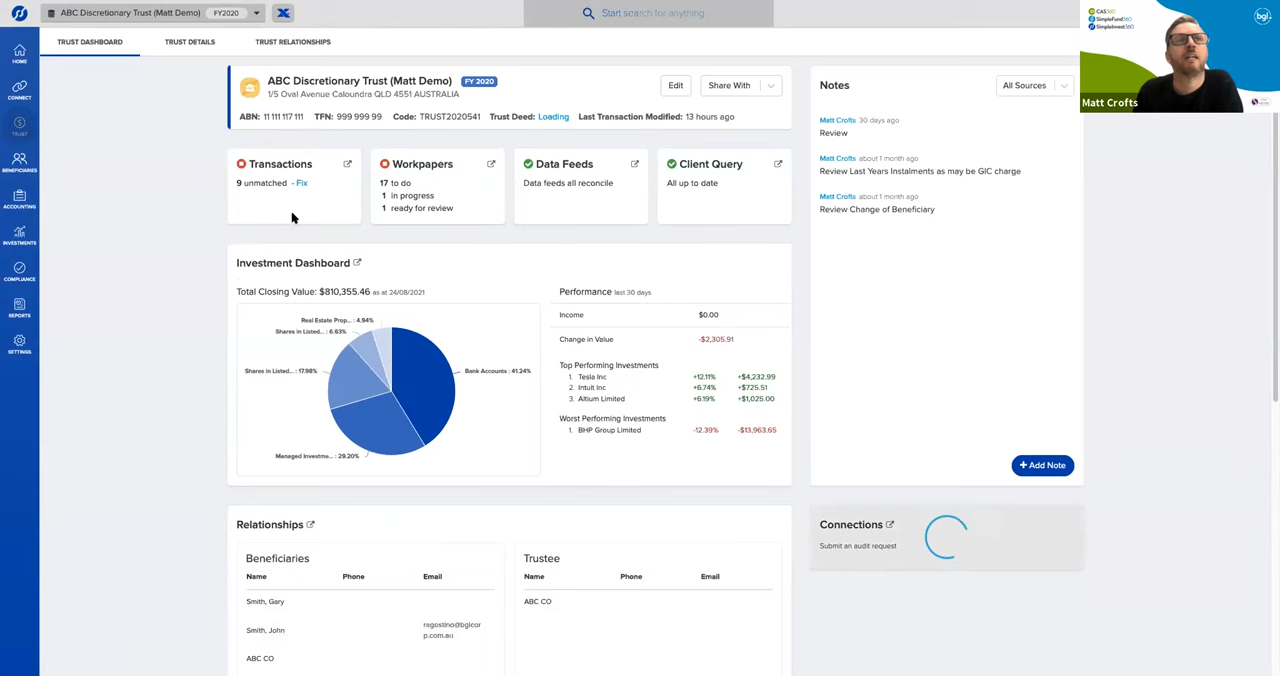 ABC Discretionary Trust (Matt Demo) FY2020
Start search for anything
CAS360
SimpleFund360
SimpleInvest360
bgl
Matt Crofts
HOME
CONNECT
TRUST
BENEFICIARIES
ACCOUNTING
INVESTMENTS
COMPLIANCE
REPORTS
SETTINGS
TRUST DASHBOARD TRUST DETAILS TRUST RELATIONSHIPS
ABC Discretionary Trust (Matt Demo) FY 2020
1/5 Oval Avenue Caloundra QLD 4551 AUSTRALIA
Edit Share With
ABN: 11 111 117 111 TFN: 999 999 99 Code: TRUST2020541 Trust Deed: Loading Last Transaction Modified: 13 hours ago
Transactions
9 unmatched - Fix
Workpapers
17 to do
1 in progress
1 ready for review
Data Feeds
Data feeds all reconcile
Client Query
All up to date
Investment Dashboard
Total Closing Value: $810,355.46 as at 24/08/2021
Real Estate Prop... : 4.94%
Shares in Listed... : 6.63%
Shares in Listed... : 17.98%
Bank Accounts : 41.24%
Managed Investme... : 29.20%
Performance last 30 days
Income $0.00
Change in Value -$2,305.91
Top Performing Investments
1. Tesla Inc +12.11% +$4,232.99
2. Intuit Inc +6.74% +$725.51
3. Altium Limited +6.19% +$1,025.00
Worst Performing Investments
1. BHP Group Limited -12.39% -$13,963.65
Notes
All Sources
Matt Crofts 30 days ago
Review
Matt Crofts about 1 month ago
Review Last Years Instalments as may be GIC charge
Matt Crofts about 1 month ago
Review Change of Beneficiary
+ Add Note
Relationships
Beneficiaries
Name Phone Email
Smith, Gary
Smith, John ragostino@bglcor
p.com.au
ABC CO
Trustee
Name Phone Email
ABC CO
Connections
Submit an audit request